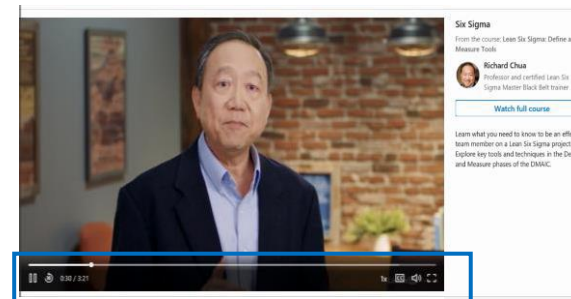 Six Sigma
From the course: Lean Six Sigma: Define a
Measure Tools
Richard Chua
Professor and certified Lean Six
Sigma Master Black Belt trainer
Watch full course
Learn what you need to know to be an effe
team member on a Lean Six Sigma project
Explore key tools and techniques in the De
and Measure phases of the DMAIC.
0:30 / 3:21
1x
CC